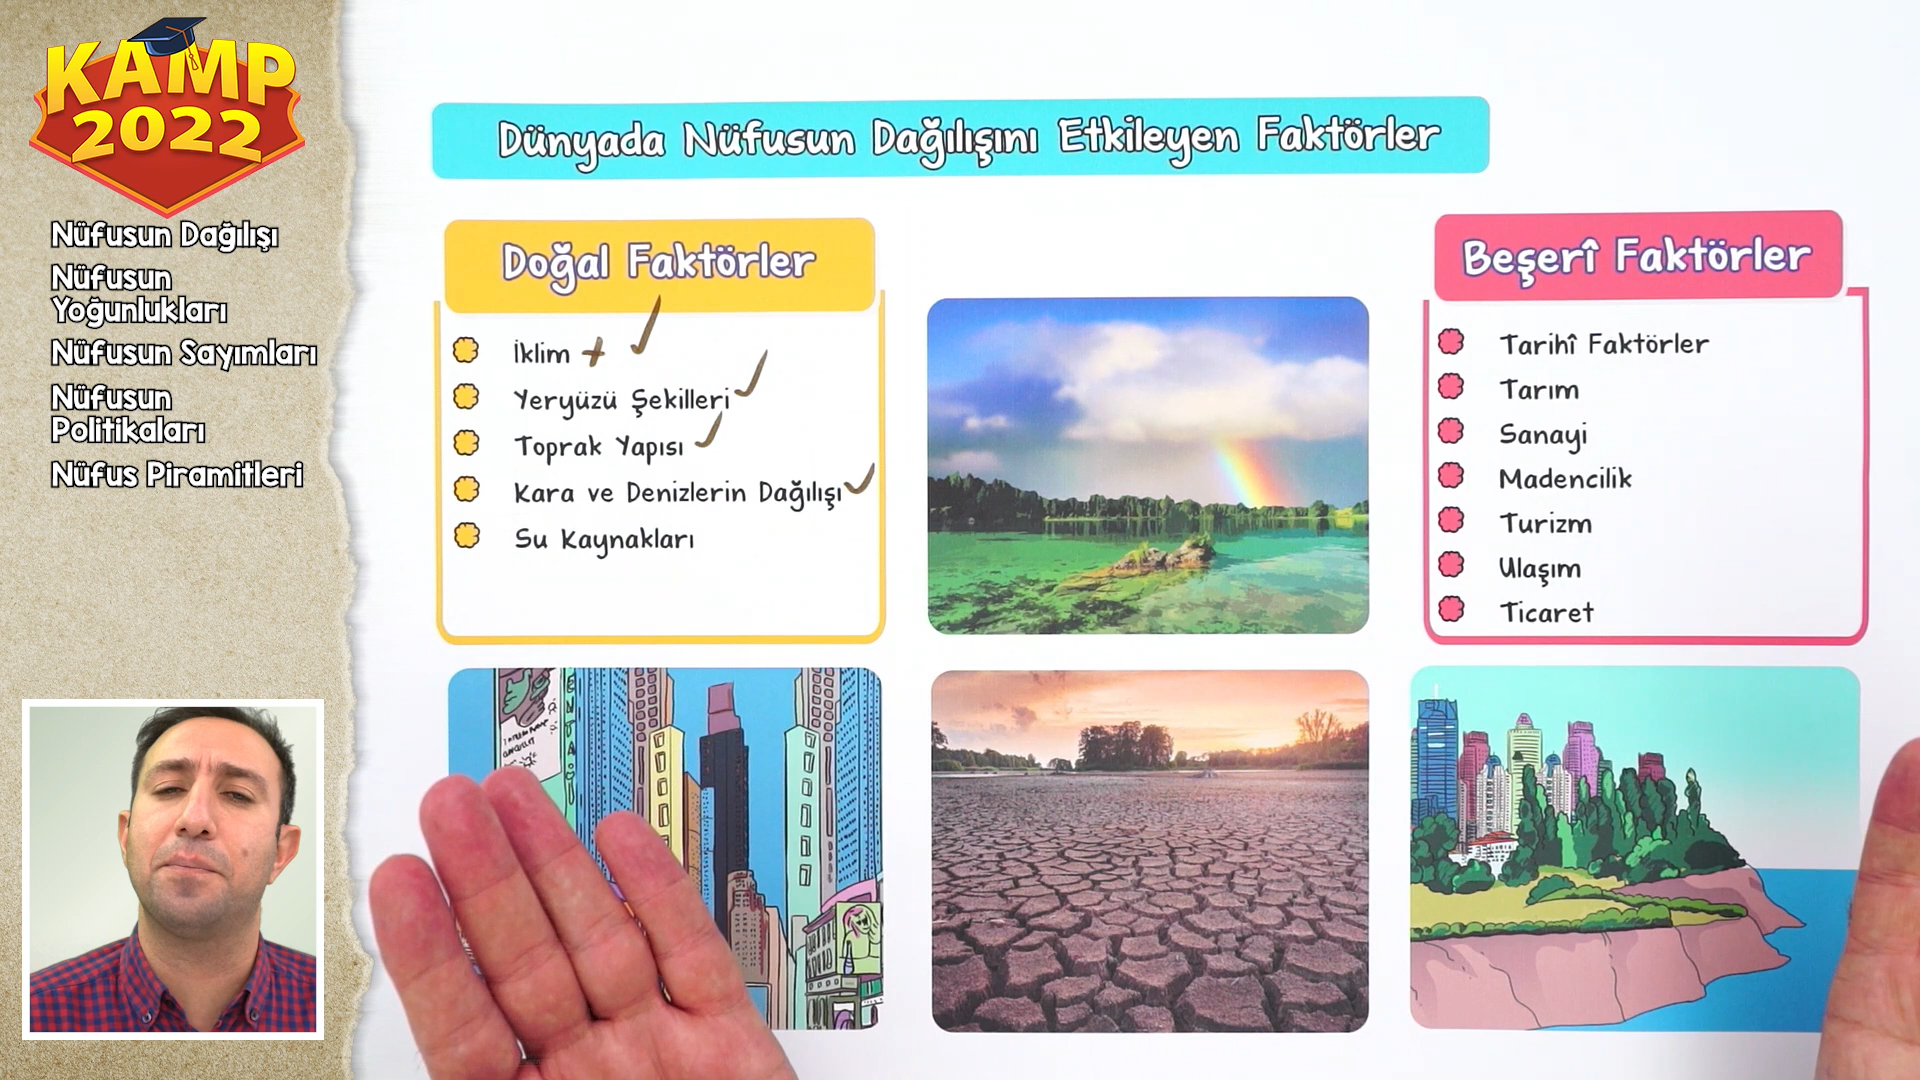 KAMP
2022
Nüfusun Dağılışı
Nüfusun
Yoğunlukları
Nüfusun Sayımları
Nüfusun
Politikaları
Nüfus Piramitleri
Dünyada Nüfusun Dağılışını Etkileyen Faktörler
Doğal Faktörler
İklim +
Yeryüzü Şekilleri
Toprak Yapısı
Kara ve Denizlerin Dağılışı
Su Kaynakları
Beşerî Faktörler
Tarihî Faktörler
Tarım
Sanayi
Madencilik
Turizm
Ulaşım
Ticaret